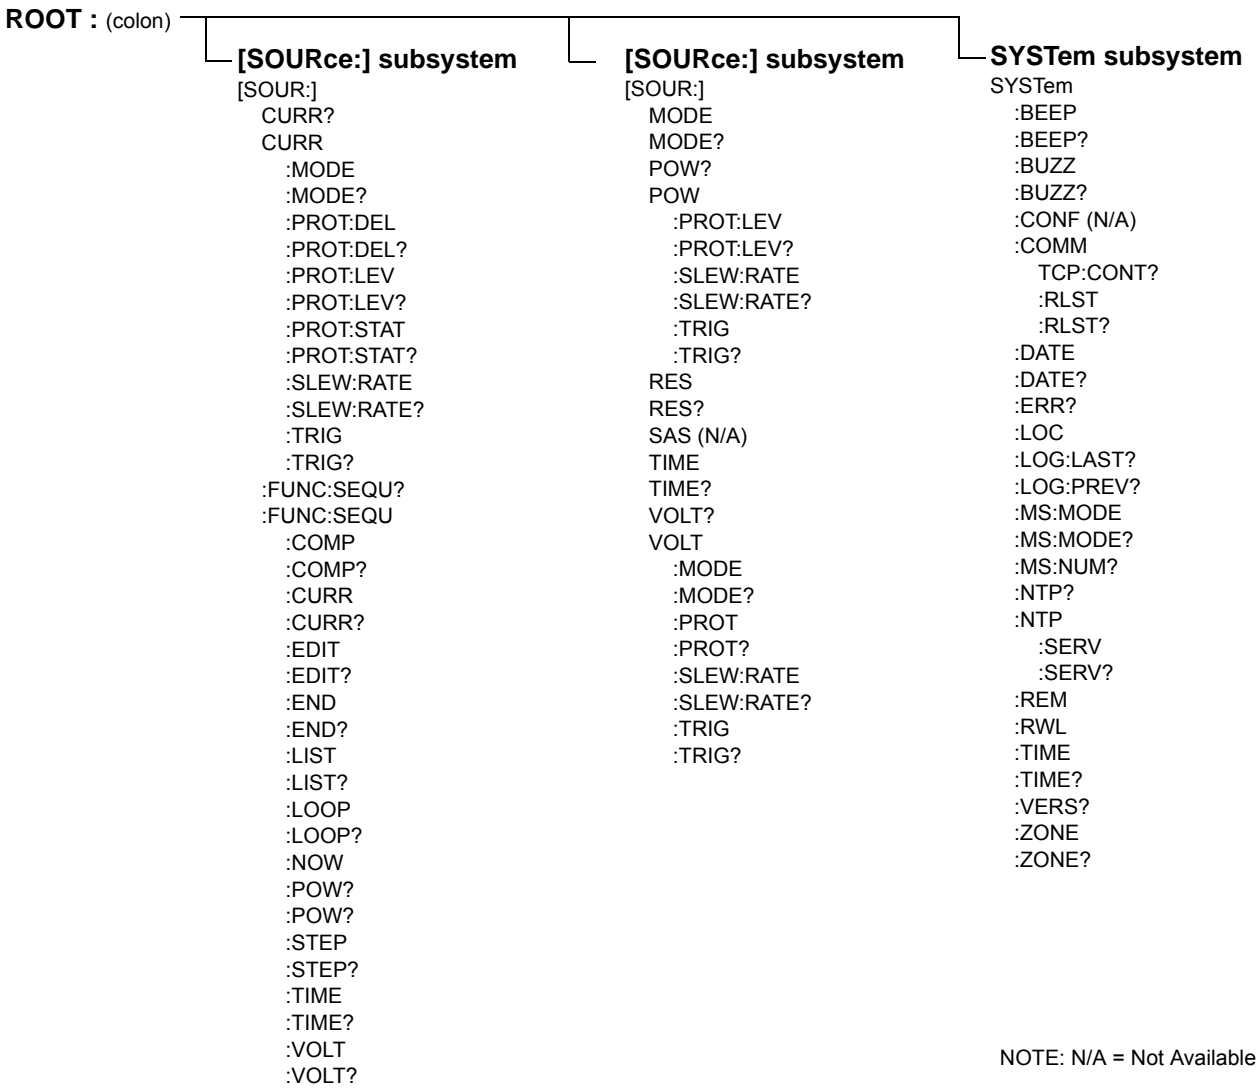 ROOT : (colon)
[SOURce:] subsystem
[SOUR:]
CURR?
CURR
:MODE
:MODE?
:PROT:DEL
:PROT:DEL?
:PROT:LEV
:PROT:LEV?
:PROT:STAT
:PROT:STAT?
:SLEW:RATE
:SLEW:RATE?
:TRIG
:TRIG?
:FUNC:SEQU?
:FUNC:SEQU
:COMP
:COMP?
:CURR
:CURR?
:EDIT
:EDIT?
:END
:END?
:LIST
:LIST?
:LOOP
:LOOP?
:NOW
:POW?
:POW?
:STEP
:STEP?
:TIME
:TIME?
:VOLT
:VOLT?
[SOURce:] subsystem
[SOUR:]
MODE
MODE?
POW?
POW
:PROT:LEV
:PROT:LEV?
:SLEW:RATE
:SLEW:RATE?
:TRIG
:TRIG?
RES
RES?
SAS (N/A)
TIME
TIME?
VOLT?
VOLT
:MODE
:MODE?
:PROT
:PROT?
:SLEW:RATE
:SLEW:RATE?
:TRIG
:TRIG?
SYSTem subsystem
SYSTem
:BEEP
:BEEP?
:BUZZ
:BUZZ?
:CONF (N/A)
:COMM
TCP:CONT?
:RLST
:RLST?
:DATE
:DATE?
:ERR?
:LOC
:LOG:LAST?
:LOG:PREV?
:MS:MODE
:MS:MODE?
:MS:NUM?
:NTP?
:NTP
:SERV
:SERV?
:REM
:RWL
:TIME
:TIME?
:VERS?
:ZONE
:ZONE?
NOTE: N/A = Not Available